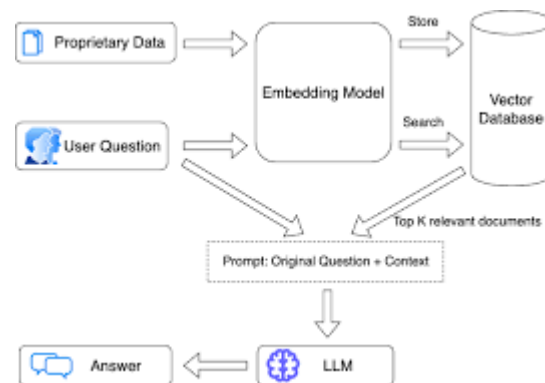 Proprietary Data
Store
Embedding Model
Vector
Database
User Question
Search
Top K relevant documents
Prompt: Original Question + Context
Answer
LLM